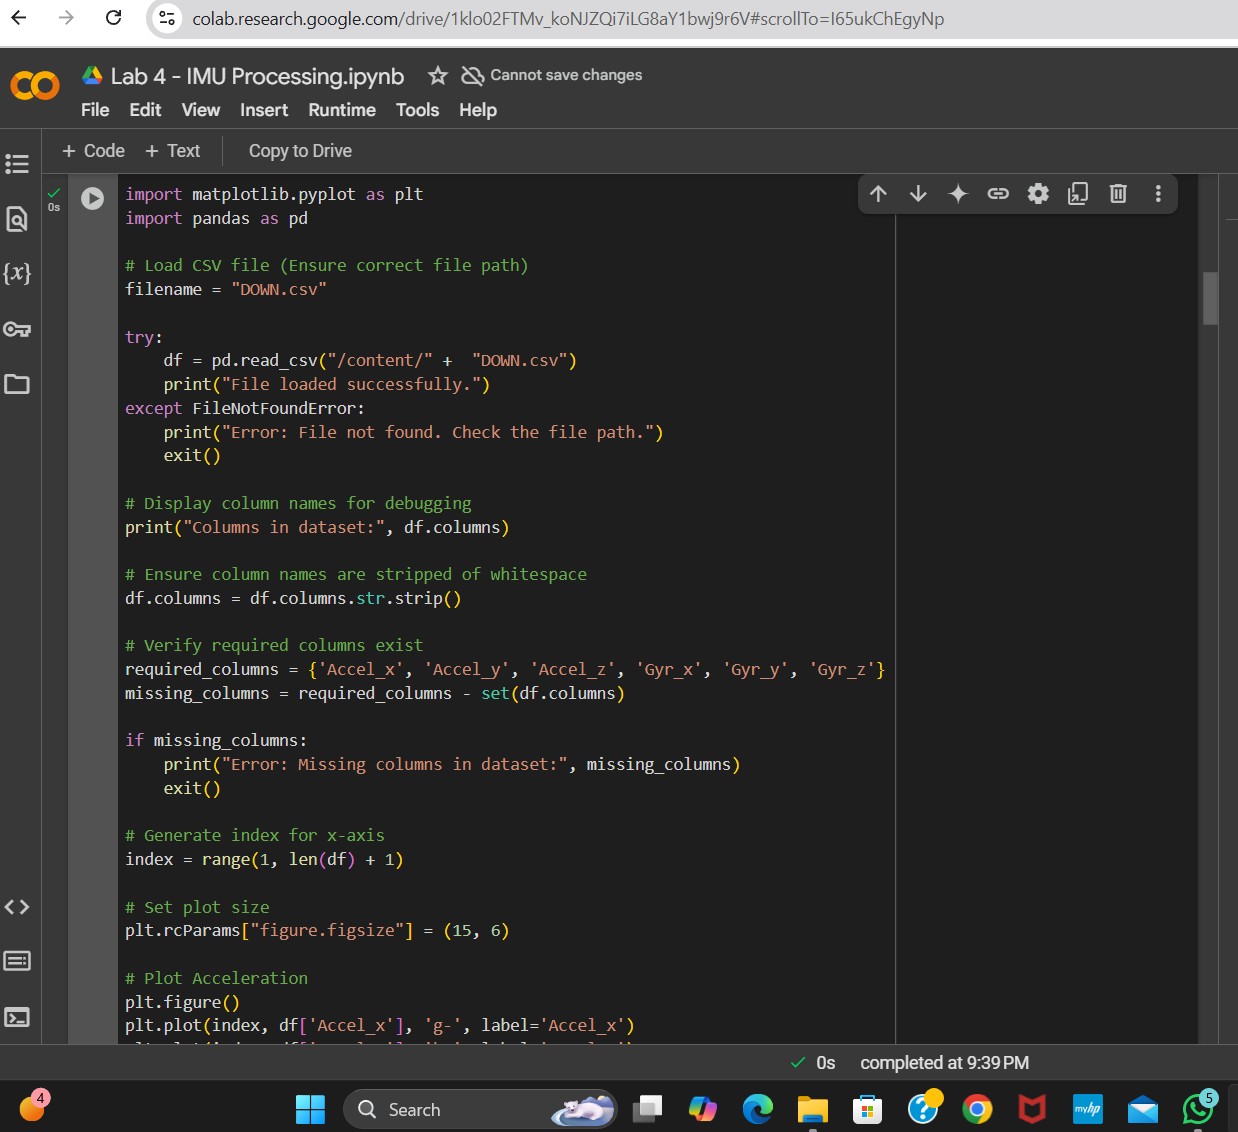 colab.research.google.com/drive/1klo02FTMv_koNJZQi7iLG8aY1bwj9r6V#scrollTo=I65ukChEgyNp
Lab 4 - IMU Processing.ipynb
Cannot save changes
File Edit View Insert Runtime Tools Help
+ Code + Text Copy to Drive
0s
import matplotlib.pyplot as plt
import pandas as pd
# Load CSV file (Ensure correct file path)
filename = "DOWN.csv"
try:
    df = pd.read_csv("/content/" +  "DOWN.csv")
    print("File loaded successfully.")
except FileNotFoundError:
    print("Error: File not found. Check the file path.")
    exit()
# Display column names for debugging
print("Columns in dataset:", df.columns)
# Ensure column names are stripped of whitespace
df.columns = df.columns.str.strip()
# Verify required columns exist
required_columns = {'Accel_x', 'Accel_y', 'Accel_z', 'Gyr_x', 'Gyr_y', 'Gyr_z'}
missing_columns = required_columns - set(df.columns)
if missing_columns:
    print("Error: Missing columns in dataset:", missing_columns)
    exit()
# Generate index for x-axis
index = range(1, len(df) + 1)
# Set plot size
plt.rcParams["figure.figsize"] = (15, 6)
# Plot Acceleration
plt.figure()
plt.plot(index, df['Accel_x'], 'g-', label='Accel_x')
{x}
0s completed at 9:39 PM
4
Search
myhp
5